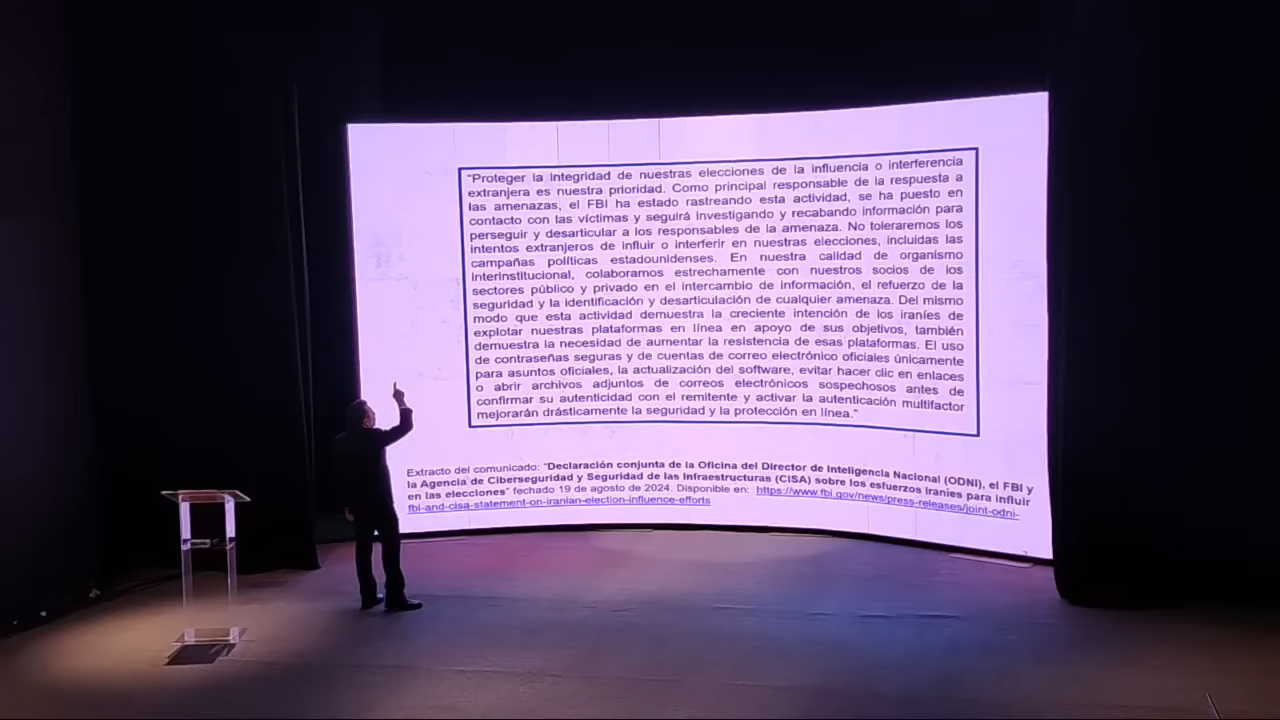 "Proteger la integridad de nuestras elecciones de la influencia o interferencia
extranjera es nuestra prioridad. Como principal responsable de la respuesta a
las amenazas, el FBI ha estado rastreando esta actividad, se ha puesto en
contacto con las víctimas y seguirá investigando y recabando información para
perseguir y desarticular a los responsables de la amenaza. No toleraremos los
intentos extranjeros de influir o interferir en nuestras elecciones, incluidas las
campañas políticas estadounidenses. En nuestra calidad de organismo
interinstitucional, colaboramos estrechamente con nuestros socios de los
sectores público y privado en el intercambio de información, el refuerzo de la
seguridad y la identificación y desarticulación de cualquier amenaza. Del mismo
modo que esta actividad demuestra la creciente intención de los iraníes de
explotar nuestras plataformas en línea en apoyo de sus objetivos, también
demuestra la necesidad de aumentar la resistencia de esas plataformas. El uso
de contraseñas seguras y de cuentas de correo electrónico oficiales únicamente
para asuntos oficiales, la actualización del software, evitar hacer clic en enlaces
o abrir archivos adjuntos de correos electrónicos sospechosos antes de
confirmar su autenticidad con el remitente y activar la autenticación multifactor
mejorarán drásticamente la seguridad y la protección en línea."
Extracto del comunicado: "Declaración conjunta de la Oficina del Director de Inteligencia Nacional (ODNI), el FBI y
la Agencia de Ciberseguridad y Seguridad de las Infraestructuras (CISA) sobre los esfuerzos iraníes para influir
en las elecciones" fechado 19 de agosto de 2024. Disponible en: https://www.fbi.gov/news/press-releases/joint-odni-
fbi-and-cisa-statement-on-iranian-election-influence-efforts